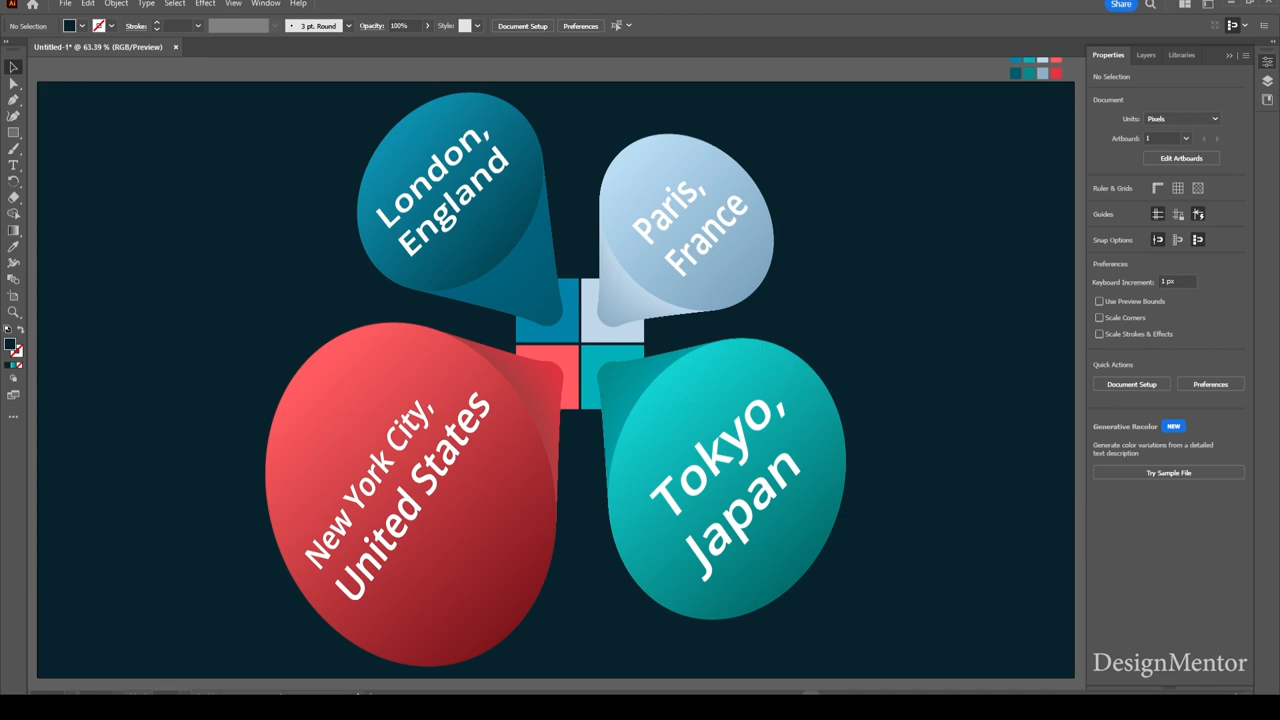 Ai
File Edit Object Type Select Effect View Window Help
Share
No Selection
Stroke:
3 pt. Round
Opacity: 100%
Style:
Document Setup
Preferences
Untitled-1* @ 63.39 % (RGB/Preview) ×
London,
England
Paris,
France
New York City,
United States
Tokyo,
Japan
Properties Layers Libraries
No Selection
Document
Units: Pixels
Artboard: 1
Edit Artboards
Ruler & Grids
Guides
Snap Options
Preferences
Keyboard Increment: 1 px
Use Preview Bounds
Scale Corners
Scale Strokes & Effects
Quick Actions
Document Setup Preferences
Generative Recolor NEW
Generate color variations from a detailed
text description
Try Sample File
DesignMentor